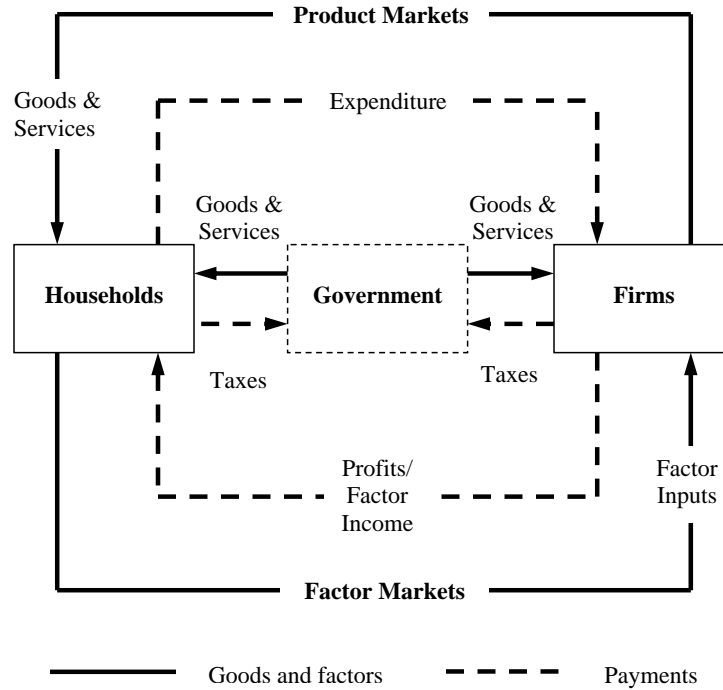 Product Markets
Goods &
Services
Expenditure
Goods &
Services
Goods &
Services
Households
Government
Firms
Taxes
Taxes
Profits/
Factor
Income
Factor
Inputs
Factor Markets
Goods and factors
Payments